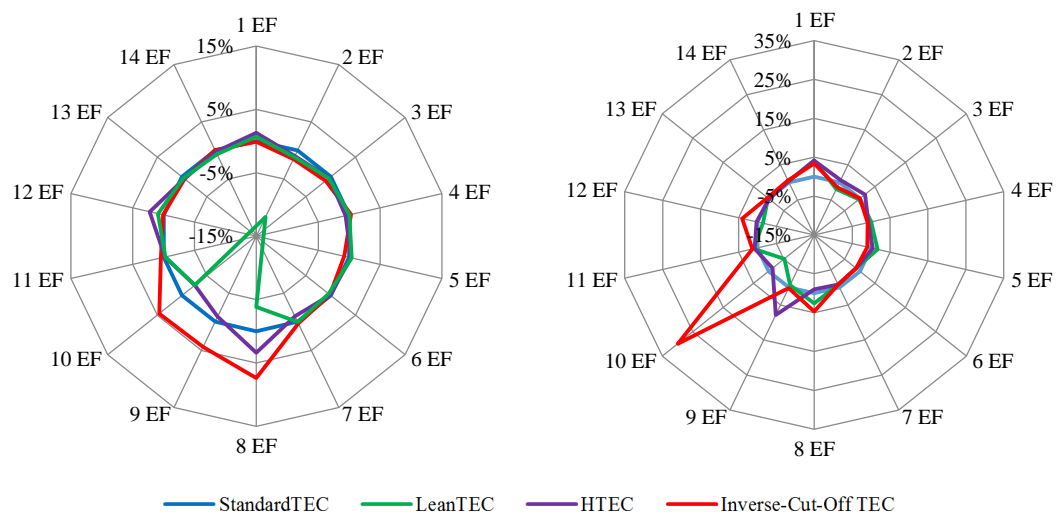 1 EF
2 EF
3 EF
4 EF
5 EF
6 EF
7 EF
8 EF
9 EF
10 EF
11 EF
12 EF
13 EF
14 EF
15%
5%
-5%
-15%
1 EF
2 EF
3 EF
4 EF
5 EF
6 EF
7 EF
8 EF
9 EF
10 EF
11 EF
12 EF
13 EF
14 EF
35%
25%
15%
5%
-5%
-15%
StandardTEC
LeanTEC
HTEC
Inverse-Cut-Off TEC